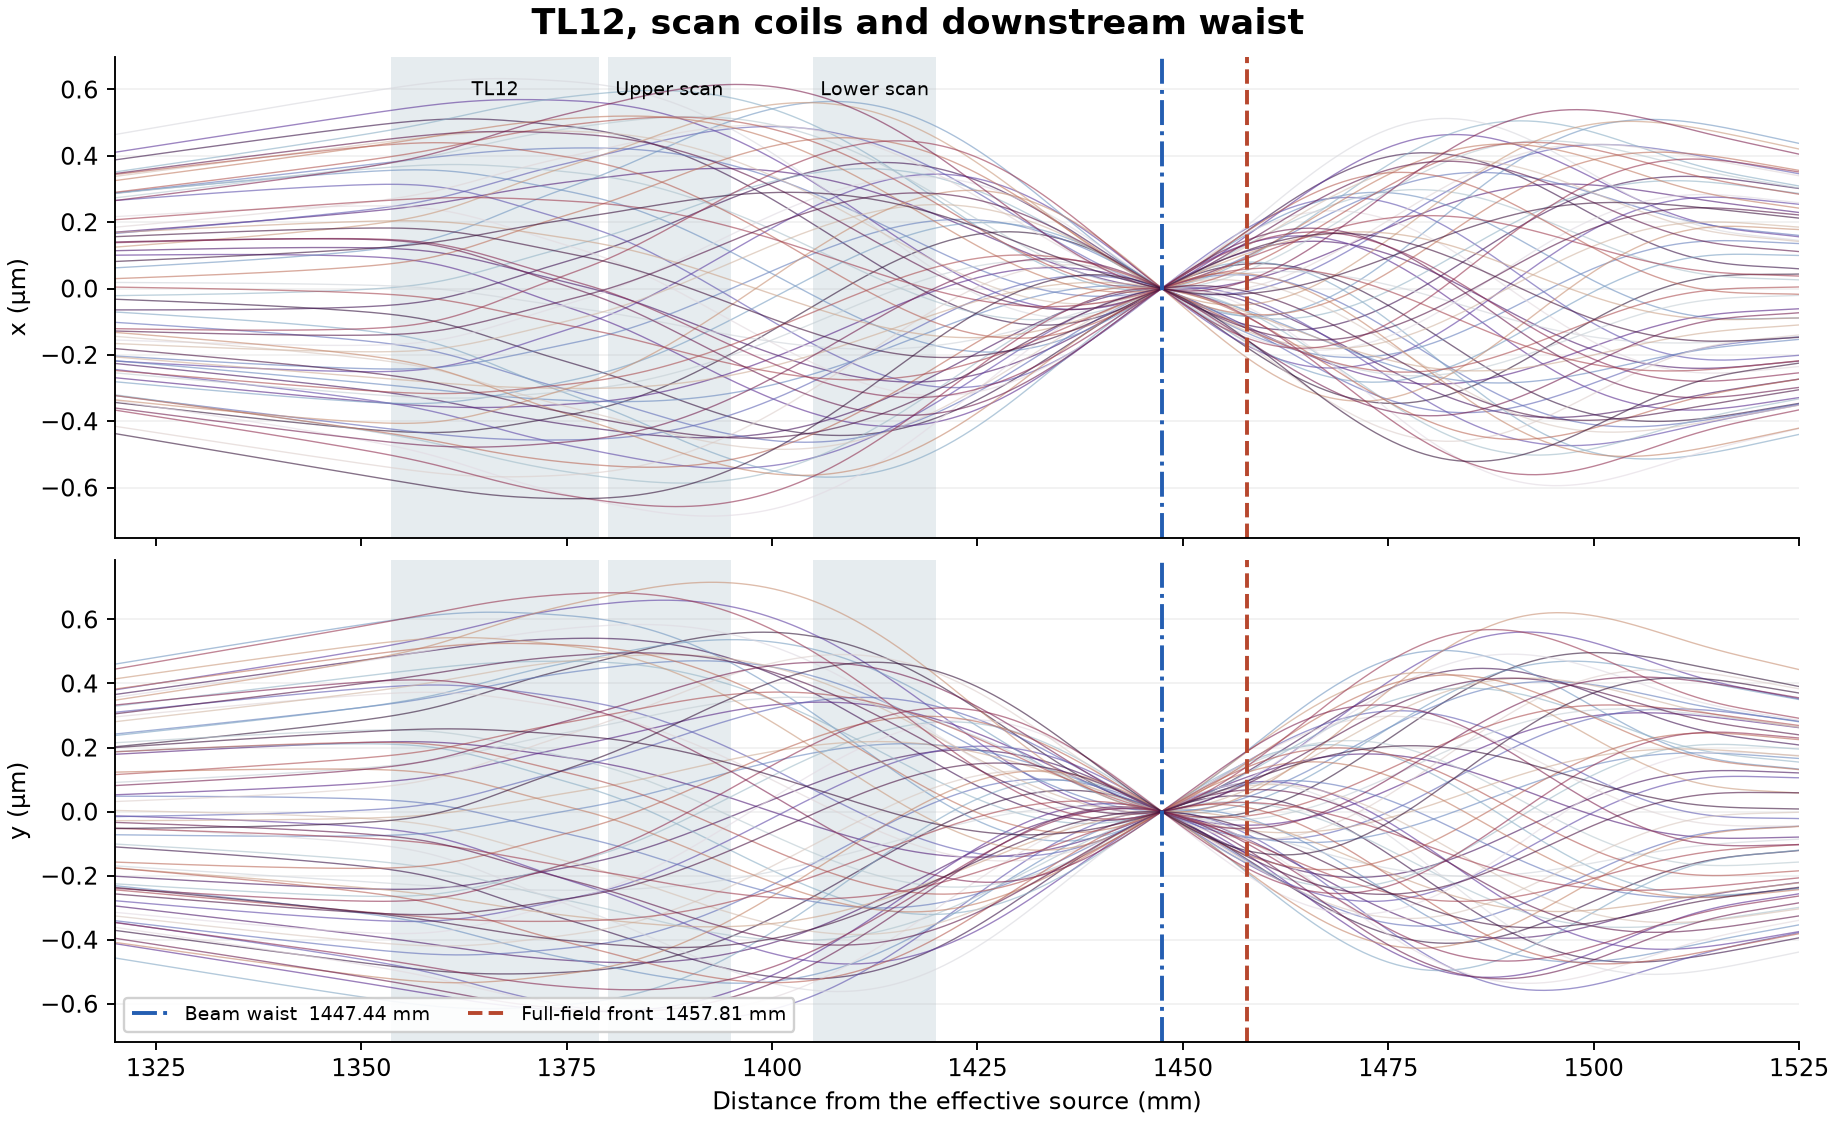 TL12, scan coils and downstream waist
TL12
Upper scan
Lower scan
x (µm)
0.6
0.4
0.2
0.0
−0.2
−0.4
−0.6
y (µm)
0.6
0.4
0.2
0.0
−0.2
−0.4
−0.6
Beam waist 1447.44 mm
Full-field front 1457.81 mm
1325 1350 1375 1400 1425 1450 1475 1500 1525
Distance from the effective source (mm)